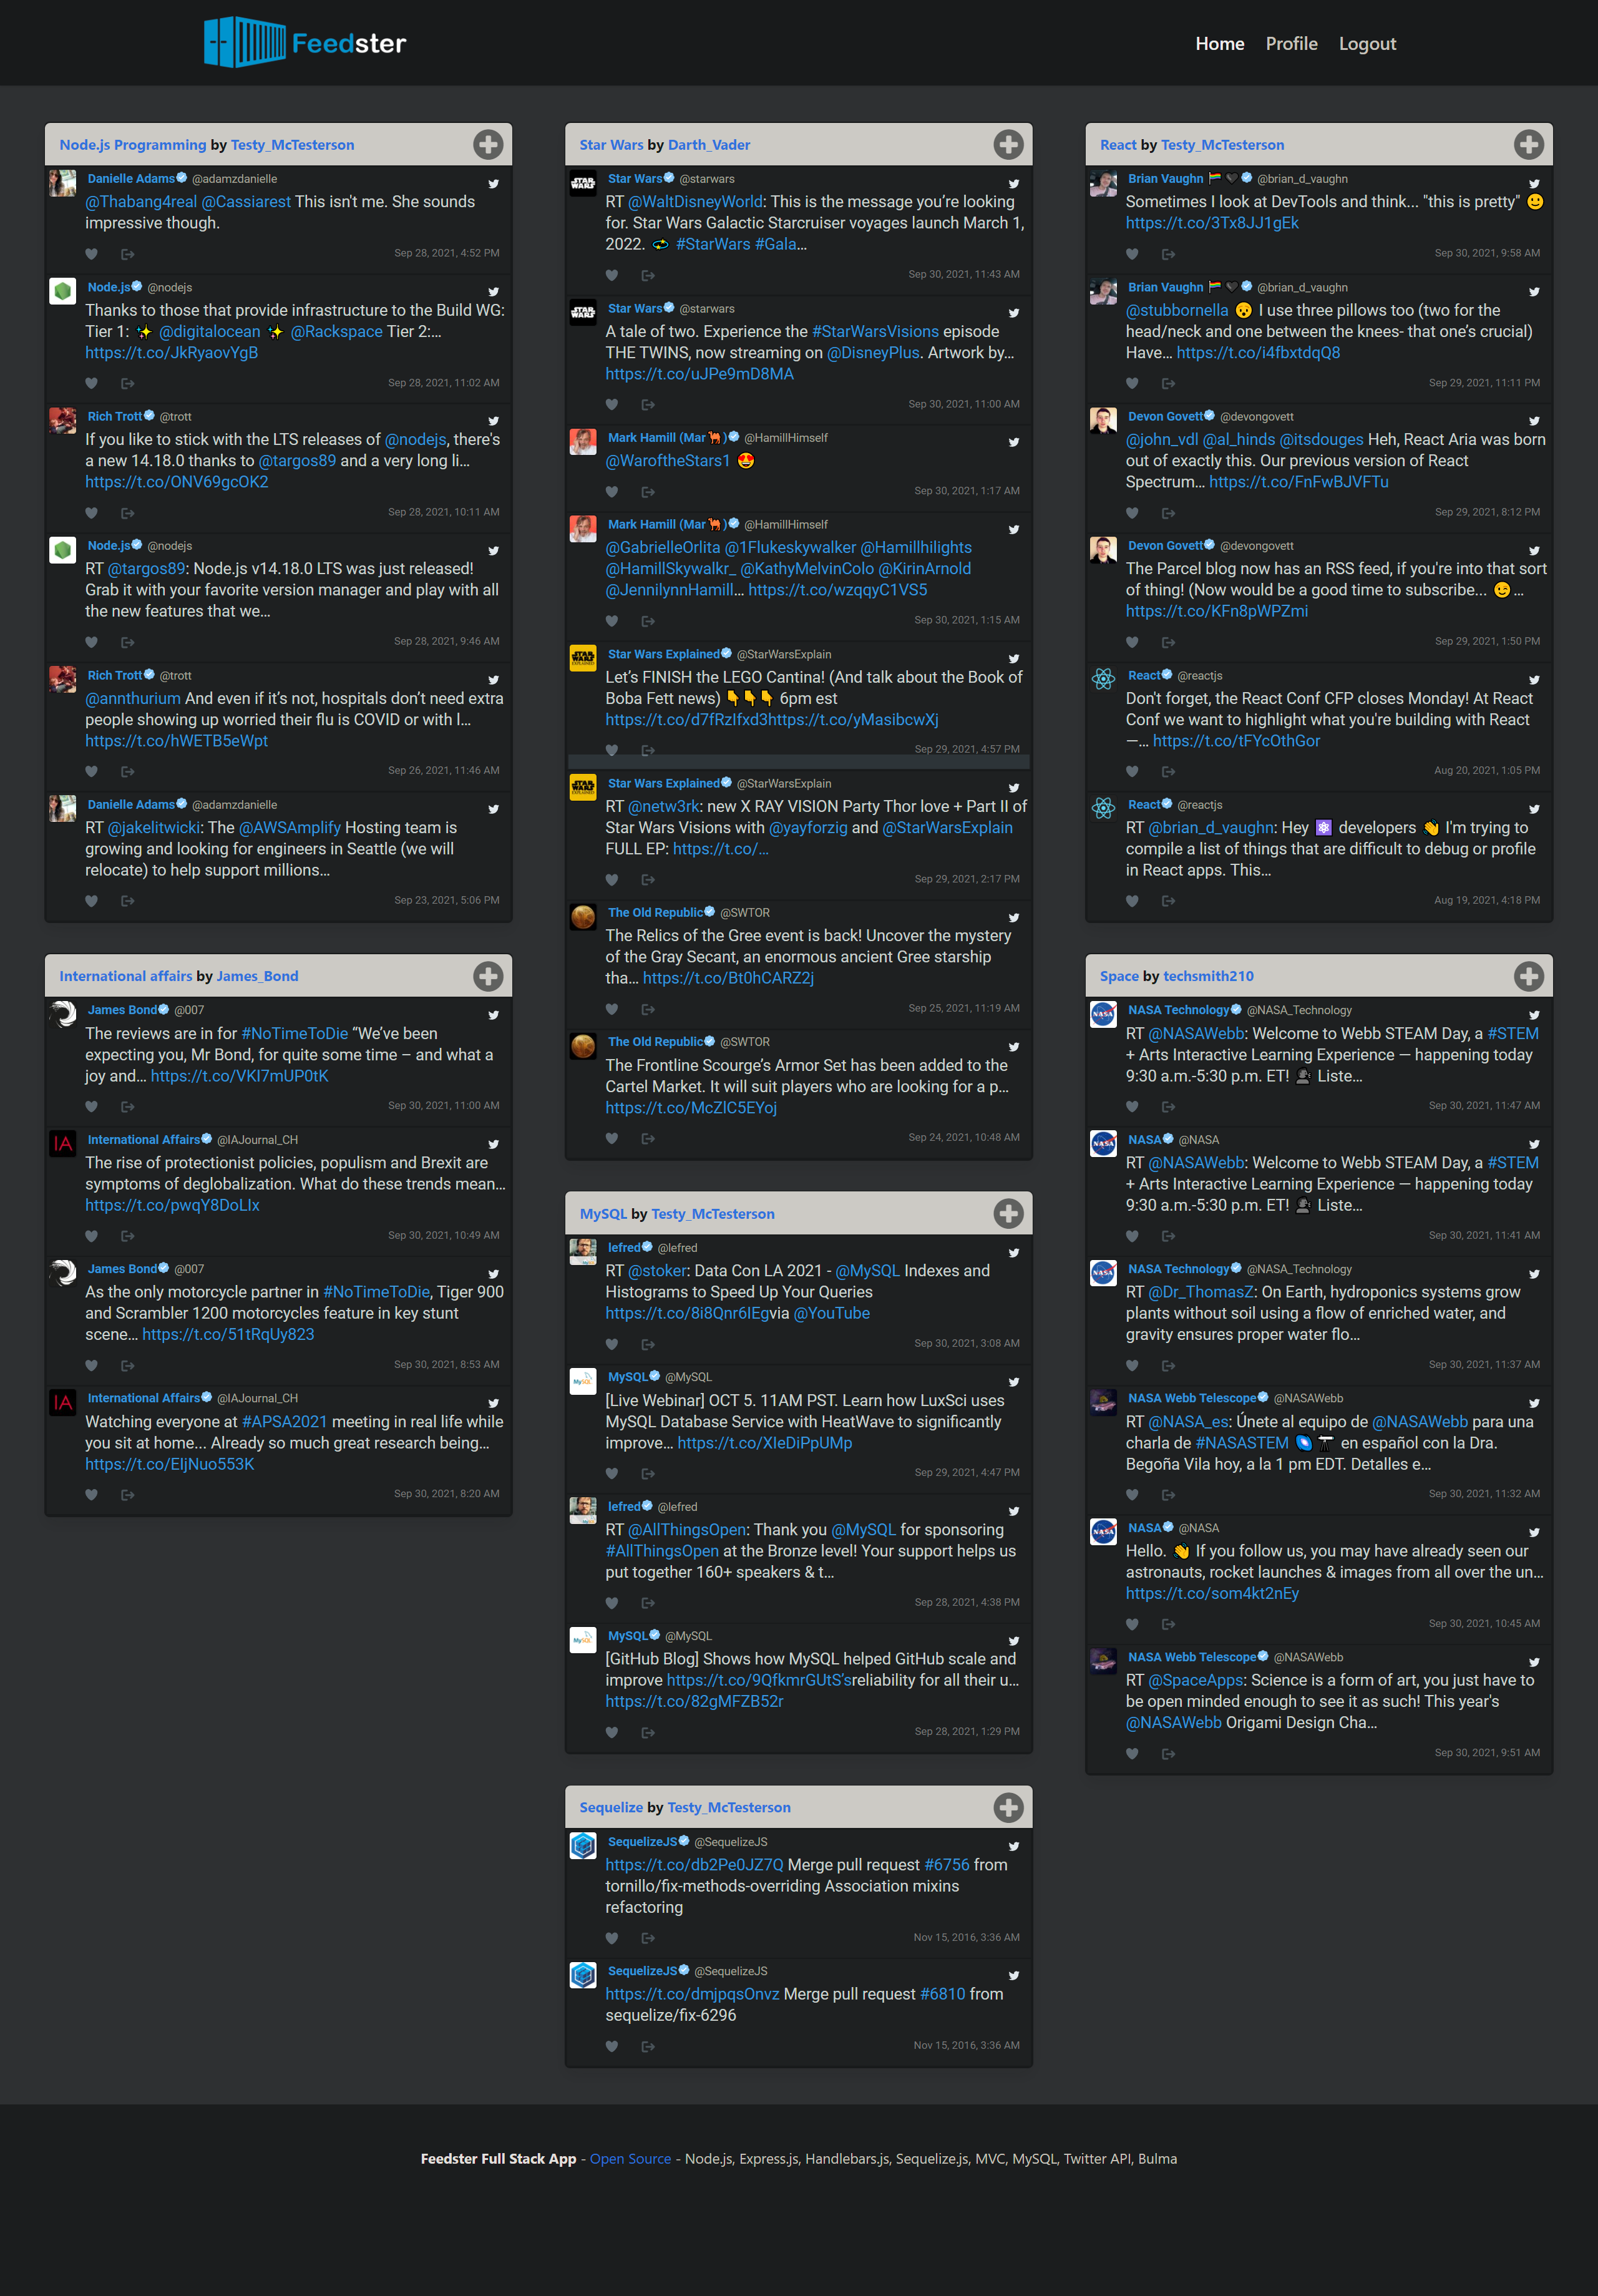 Feedster
Home Profile Logout
Node.js Programming by Testy_McTesterson
Danielle Adams @adamzdanielle
@Thabang4real @Cassiarest This isn't me. She sounds
impressive though.
Sep 28, 2021, 4:52 PM
Node.js @nodejs
Thanks to those that provide infrastructure to the Build WG:
Tier 1: ✨ @digitalocean ✨ @Rackspace Tier 2:…
https://t.co/JkRyaovYgB
Sep 28, 2021, 11:02 AM
Rich Trott @trott
If you like to stick with the LTS releases of @nodejs, there's
a new 14.18.0 thanks to @targos89 and a very long li…
https://t.co/ONV69gcOK2
Sep 28, 2021, 10:11 AM
Node.js @nodejs
RT @targos89: Node.js v14.18.0 LTS was just released!
Grab it with your favorite version manager and play with all
the new features that we…
Sep 28, 2021, 9:46 AM
Rich Trott @trott
@annthurium And even if it’s not, hospitals don’t need extra
people showing up worried their flu is COVID or with l…
https://t.co/hWETB5eWpt
Sep 26, 2021, 11:46 AM
Danielle Adams @adamzdanielle
RT @jakelitwicki: The @AWSAmplify Hosting team is
growing and looking for engineers in Seattle (we will
relocate) to help support millions…
Sep 23, 2021, 5:06 PM
International affairs by James_Bond
James Bond @007
The reviews are in for #NoTimeToDie “We’ve been
expecting you, Mr Bond, for quite some time – and what a
joy and… https://t.co/VKI7mUP0tK
Sep 30, 2021, 11:00 AM
International Affairs @IAJournal_CH
The rise of protectionist policies, populism and Brexit are
symptoms of deglobalization. What do these trends mean…
https://t.co/pwqY8DoLIx
Sep 30, 2021, 10:49 AM
James Bond @007
As the only motorcycle partner in #NoTimeToDie, Tiger 900
and Scrambler 1200 motorcycles feature in key stunt
scene… https://t.co/51tRqUy823
Sep 30, 2021, 8:53 AM
International Affairs @IAJournal_CH
Watching everyone at #APSA2021 meeting in real life while
you sit at home... Already so much great research being…
https://t.co/EljNuo553K
Sep 30, 2021, 8:20 AM
Star Wars by Darth_Vader
Star Wars @starwars
RT @WaltDisneyWorld: This is the message you’re looking
for. Star Wars Galactic Starcruiser voyages launch March 1,
2022. 💫 #StarWars #Gala…
Sep 30, 2021, 11:43 AM
Star Wars @starwars
A tale of two. Experience the #StarWarsVisions episode
THE TWINS, now streaming on @DisneyPlus. Artwork by…
https://t.co/uJPe9mD8MA
Sep 30, 2021, 11:00 AM
Mark Hamill (Mar🐪) @HamillHimself
@WaroftheStars1 😍
Sep 30, 2021, 1:17 AM
Mark Hamill (Mar🐪) @HamillHimself
@GabrielleOrlita @1Flukeskywalker @Hamillhilights
@HamillSkywalkr_ @KathyMelvinColo @KirinArnold
@JennilynnHamill… https://t.co/wzqqyC1VS5
Sep 30, 2021, 1:15 AM
Star Wars Explained @StarWarsExplain
Let’s FINISH the LEGO Cantina! (And talk about the Book of
Boba Fett news) 👇👇👇 6pm est
https://t.co/d7fRzIfxd3https://t.co/yMasibcwXj
Sep 29, 2021, 4:57 PM
Star Wars Explained @StarWarsExplain
RT @netw3rk: new X RAY VISION Party Thor love + Part II of
Star Wars Visions with @yayforzig and @StarWarsExplain
FULL EP: https://t.co/…
Sep 29, 2021, 2:17 PM
The Old Republic @SWTOR
The Relics of the Gree event is back! Uncover the mystery
of the Gray Secant, an enormous ancient Gree starship
tha… https://t.co/Bt0hCARZ2j
Sep 25, 2021, 11:19 AM
The Old Republic @SWTOR
The Frontline Scourge’s Armor Set has been added to the
Cartel Market. It will suit players who are looking for a p…
https://t.co/McZlC5EYoj
Sep 24, 2021, 10:48 AM
MySQL by Testy_McTesterson
lefred @lefred
RT @stoker: Data Con LA 2021 - @MySQL Indexes and
Histograms to Speed Up Your Queries
https://t.co/8i8Qnr6IEgvia @YouTube
Sep 30, 2021, 3:08 AM
MySQL @MySQL
[Live Webinar] OCT 5. 11AM PST. Learn how LuxSci uses
MySQL Database Service with HeatWave to significantly
improve… https://t.co/XIeDiPpUMp
Sep 29, 2021, 4:47 PM
lefred @lefred
RT @AllThingsOpen: Thank you @MySQL for sponsoring
#AllThingsOpen at the Bronze level! Your support helps us
put together 160+ speakers & t…
Sep 28, 2021, 4:38 PM
MySQL @MySQL
[GitHub Blog] Shows how MySQL helped GitHub scale and
improve https://t.co/9QfkmrGUtS’sreliability for all their u…
https://t.co/82gMFZB52r
Sep 28, 2021, 1:29 PM
Sequelize by Testy_McTesterson
SequelizeJS @SequelizeJS
https://t.co/db2Pe0JZ7Q Merge pull request #6756 from
tornillo/fix-methods-overriding Association mixins
refactoring
Nov 15, 2016, 3:36 AM
SequelizeJS @SequelizeJS
https://t.co/dmjpqsOnvz Merge pull request #6810 from
sequelize/fix-6296
Nov 15, 2016, 3:36 AM
React by Testy_McTesterson
Brian Vaughn 🏴🖤 @brian_d_vaughn
Sometimes I look at DevTools and think... "this is pretty" 🙂
https://t.co/3Tx8JJ1gEk
Sep 30, 2021, 9:58 AM
Brian Vaughn 🏴🖤 @brian_d_vaughn
@stubbornella 😯 I use three pillows too (two for the
head/neck and one between the knees- that one’s crucial)
Have… https://t.co/i4fbxtdqQ8
Sep 29, 2021, 11:11 PM
Devon Govett @devongovett
@john_vdl @al_hinds @itsdouges Heh, React Aria was born
out of exactly this. Our previous version of React
Spectrum… https://t.co/FnFwBJVFTu
Sep 29, 2021, 8:12 PM
Devon Govett @devongovett
The Parcel blog now has an RSS feed, if you're into that sort
of thing! (Now would be a good time to subscribe... 😉…
https://t.co/KFn8pWPZmi
Sep 29, 2021, 1:50 PM
React @reactjs
Don't forget, the React Conf CFP closes Monday! At React
Conf we want to highlight what you're building with React
—… https://t.co/tFYcOthGor
Aug 20, 2021, 1:05 PM
React @reactjs
RT @brian_d_vaughn: Hey ⚛️ developers 👋 I'm trying to
compile a list of things that are difficult to debug or profile
in React apps. This…
Aug 19, 2021, 4:18 PM
Space by techsmith210
NASA Technology @NASA_Technology
RT @NASAWebb: Welcome to Webb STEAM Day, a #STEM
+ Arts Interactive Learning Experience — happening today
9:30 a.m.-5:30 p.m. ET! 🗣 Liste…
Sep 30, 2021, 11:47 AM
NASA @NASA
RT @NASAWebb: Welcome to Webb STEAM Day, a #STEM
+ Arts Interactive Learning Experience — happening today
9:30 a.m.-5:30 p.m. ET! 🗣 Liste…
Sep 30, 2021, 11:41 AM
NASA Technology @NASA_Technology
RT @Dr_ThomasZ: On Earth, hydroponics systems grow
plants without soil using a flow of enriched water, and
gravity ensures proper water flo…
Sep 30, 2021, 11:37 AM
NASA Webb Telescope @NASAWebb
RT @NASA_es: Únete al equipo de @NASAWebb para una
charla de #NASASTEM 🌌🔭 en español con la Dra.
Begoña Vila hoy, a la 1 pm EDT. Detalles e…
Sep 30, 2021, 11:32 AM
NASA @NASA
Hello. 👋 If you follow us, you may have already seen our
astronauts, rocket launches & images from all over the un…
https://t.co/som4kt2nEy
Sep 30, 2021, 10:45 AM
NASA Webb Telescope @NASAWebb
RT @SpaceApps: Science is a form of art, you just have to
be open minded enough to see it as such! This year's
@NASAWebb Origami Design Cha…
Sep 30, 2021, 9:51 AM
Feedster Full Stack App - Open Source - Node.js, Express.js, Handlebars.js, Sequelize.js, MVC, MySQL, Twitter API, Bulma